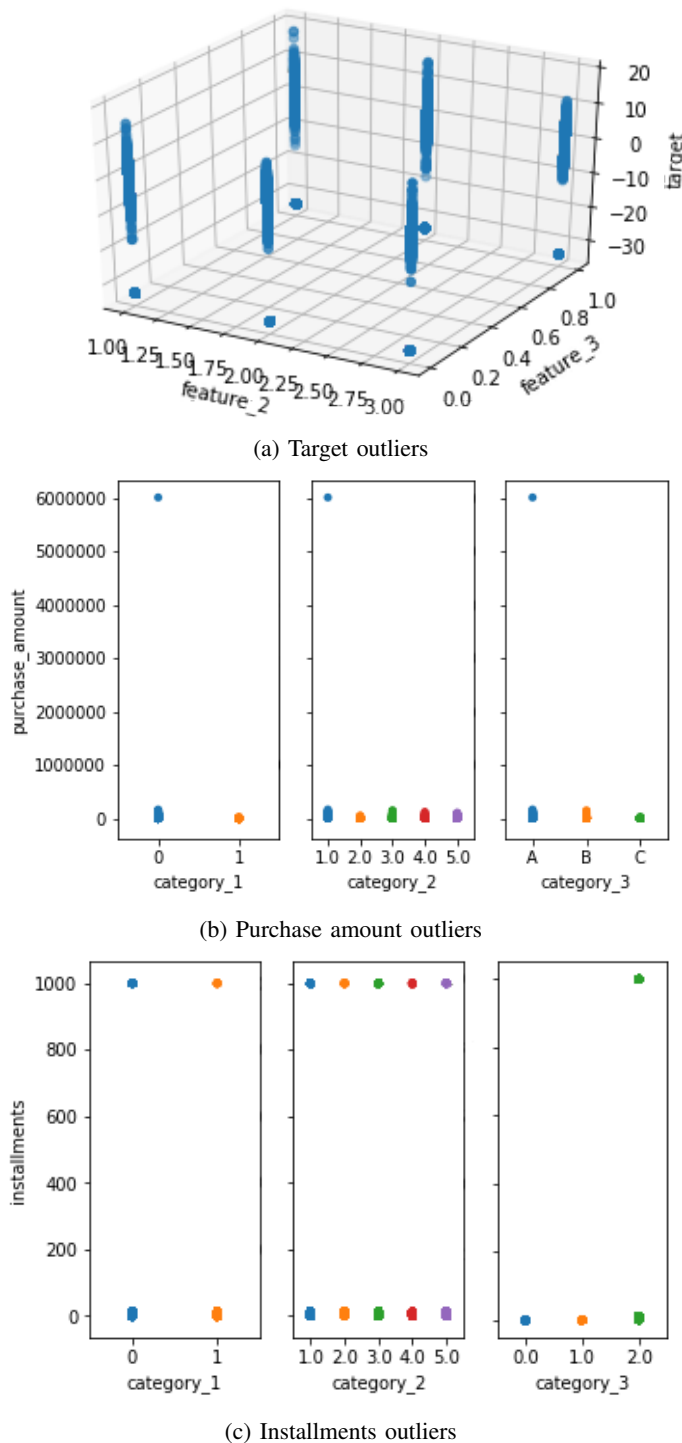 20
10
0
−10
−20
−30
target
1.00
1.25
1.50
1.75
2.00
2.25
2.50
2.75
3.00
feature_2
0.0
0.2
0.4
0.6
0.8
1.0
feature_3
(a) Target outliers
6000000
5000000
4000000
3000000
2000000
1000000
0
purchase_amount
0 1
1.0 2.0 3.0 4.0 5.0
A B C
category_1
category_2
category_3
(b) Purchase amount outliers
1000
800
600
400
200
0
installments
0 1
1.0 2.0 3.0 4.0 5.0
0.0 1.0 2.0
category_1
category_2
category_3
(c) Installments outliers